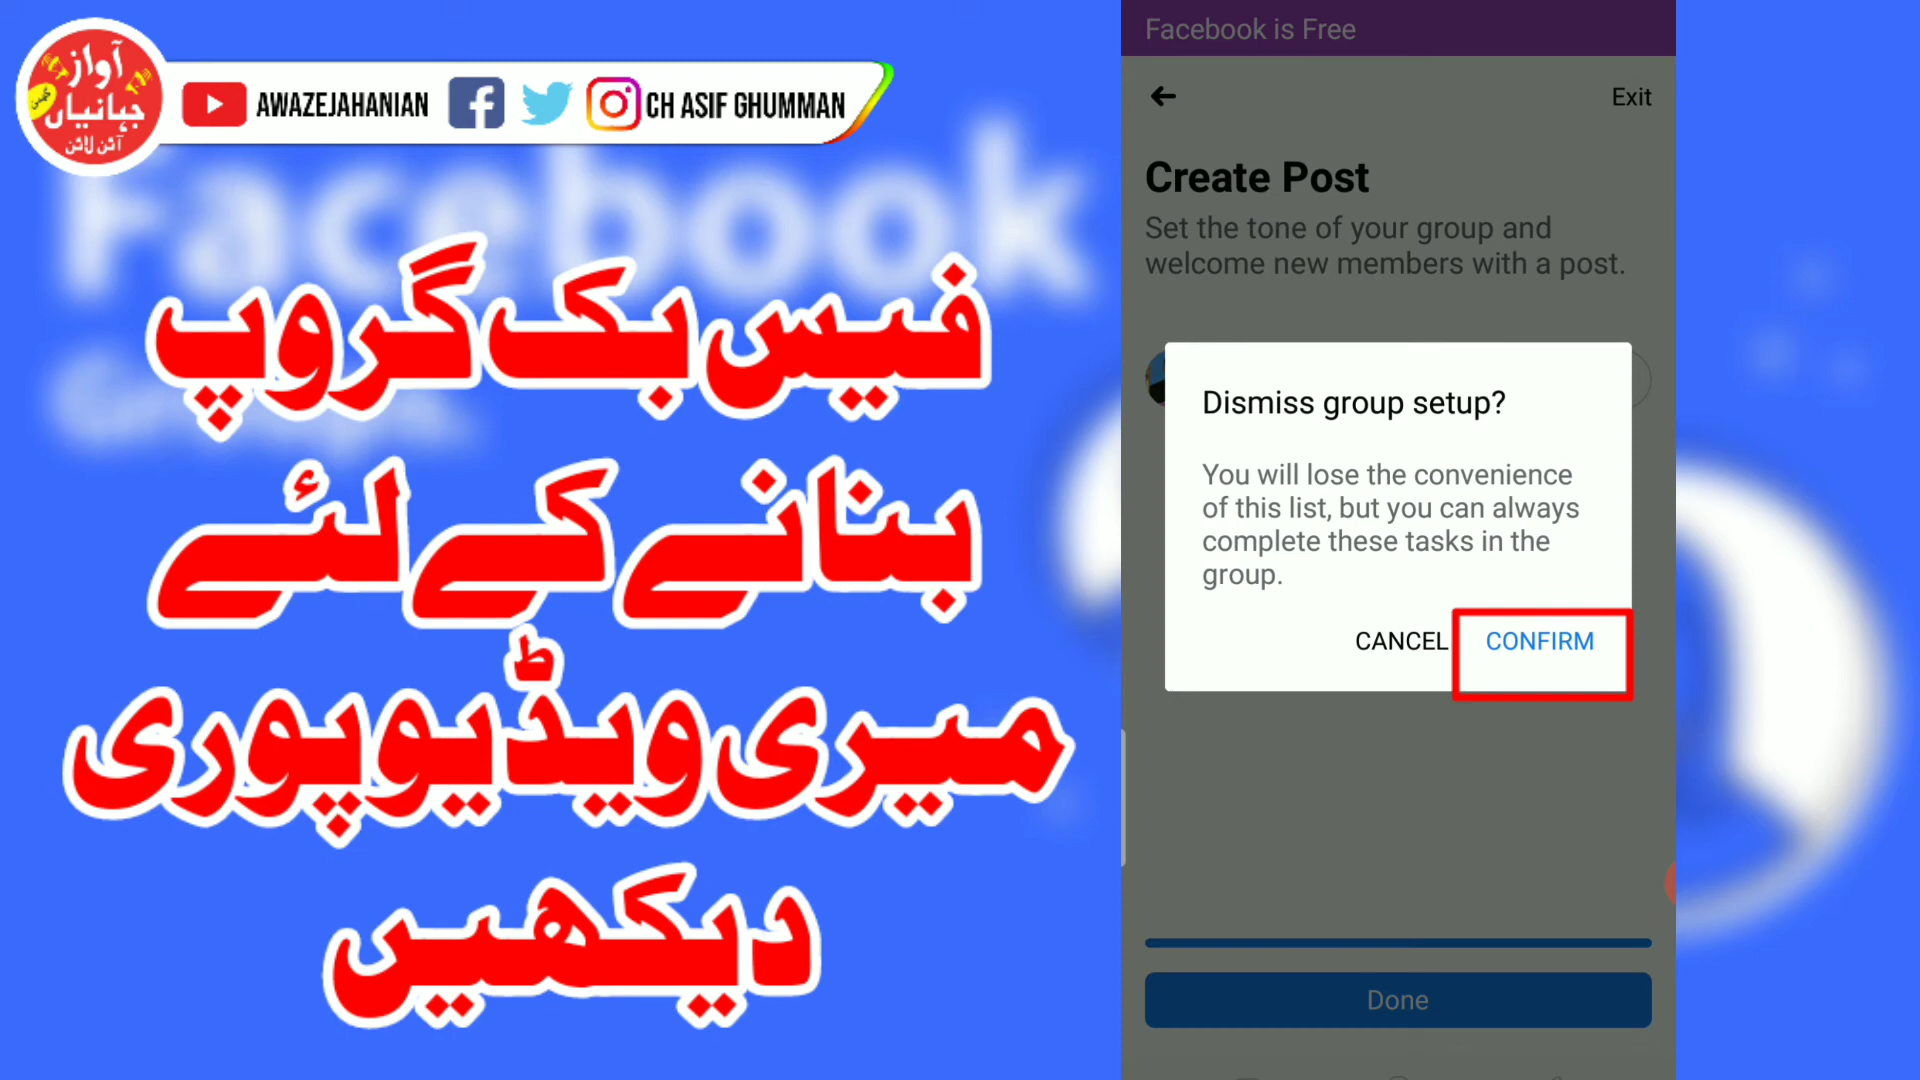 آواز
جہانیاں
آئن لائن
AWAZEJAHANIAN
CH ASIF GHUMMAN
Facebook
Groups.
فیس بک گروپ
بنانے کے لئے
میری ویڈیو پوری
دیکھیں
Facebook is Free
Exit
Create Post
Set the tone of your group and
welcome new members with a post.
Dismiss group setup?
You will lose the convenience
of this list, but you can always
complete these tasks in the
group.
CANCEL
CONFIRM
Done